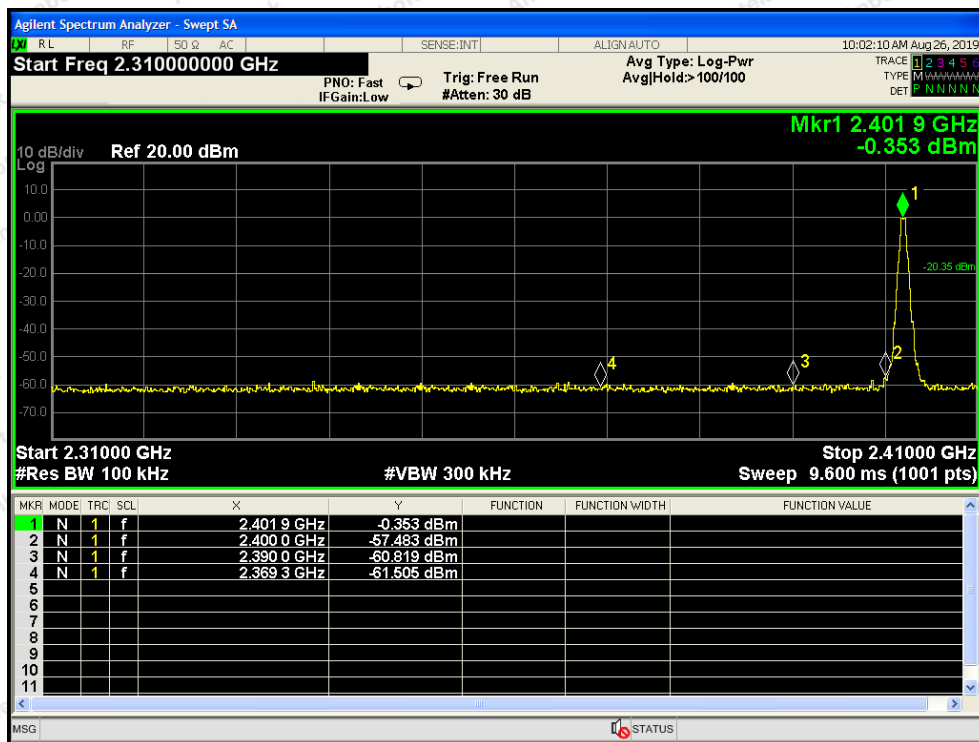 Agilent Spectrum Analyzer - Swept SA
LXI RL RF 50 Ω AC SENSE:INT ALIGN AUTO 10:02:10 AM Aug 26, 2019
Start Freq 2.310000000 GHz
PNO: Fast
IFGain:Low
Trig: Free Run
#Atten: 30 dB
Avg Type: Log-Pwr
Avg|Hold:>100/100
TRACE 1 2 3 4 5 6
TYPE M WWWWW
DET P N N N N N
Mkr1 2.401 9 GHz
-0.353 dBm
10 dB/div Ref 20.00 dBm
Log
10.0
0.00
-10.0
-20.0
-30.0
-40.0
-50.0
-60.0
-70.0
1
-20.35 dBm
2
3
4
Start 2.31000 GHz Stop 2.41000 GHz
#Res BW 100 kHz #VBW 300 kHz Sweep 9.600 ms (1001 pts)
MKR MODE TRC SCL X Y FUNCTION FUNCTION WIDTH FUNCTION VALUE
1 N 1 f 2.401 9 GHz -0.353 dBm
2 N 1 f 2.400 0 GHz -57.483 dBm
3 N 1 f 2.390 0 GHz -60.819 dBm
4 N 1 f 2.369 3 GHz -61.505 dBm
5
6
7
8
9
10
11
MSG STATUS